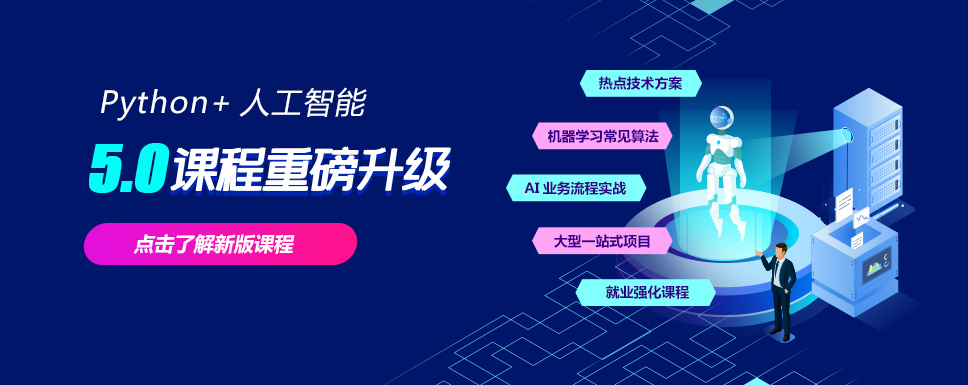 Python+ 人工智能
5.0课程重磅升级
点击了解新版课程
热点技术方案
机器学习常见算法
AI 业务流程实战
大型一站式项目
就业强化课程